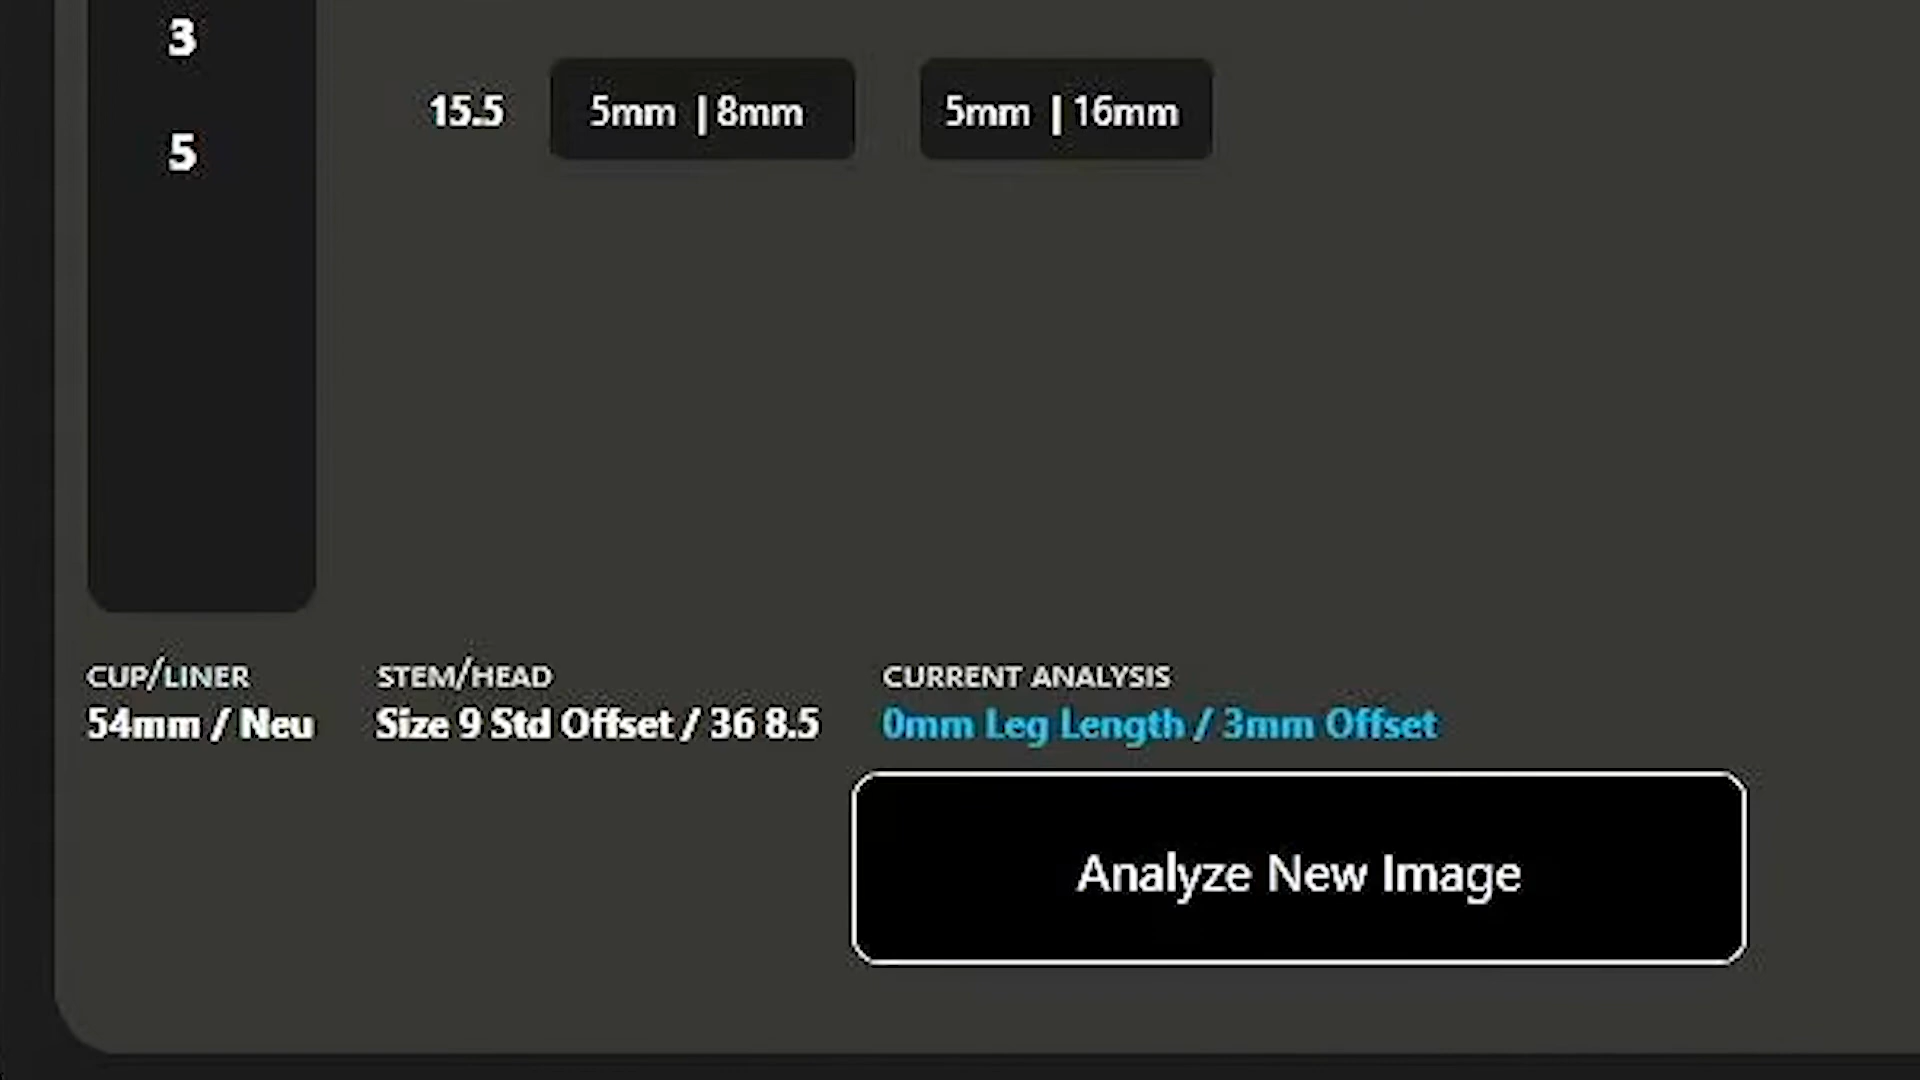 3
15.5 5mm | 8mm 5mm | 16mm
5
CUP/LINER STEM/HEAD CURRENT ANALYSIS
54mm / Neu Size 9 Std Offset / 36 8.5 0mm Leg Length / 3mm Offset
Analyze New Image